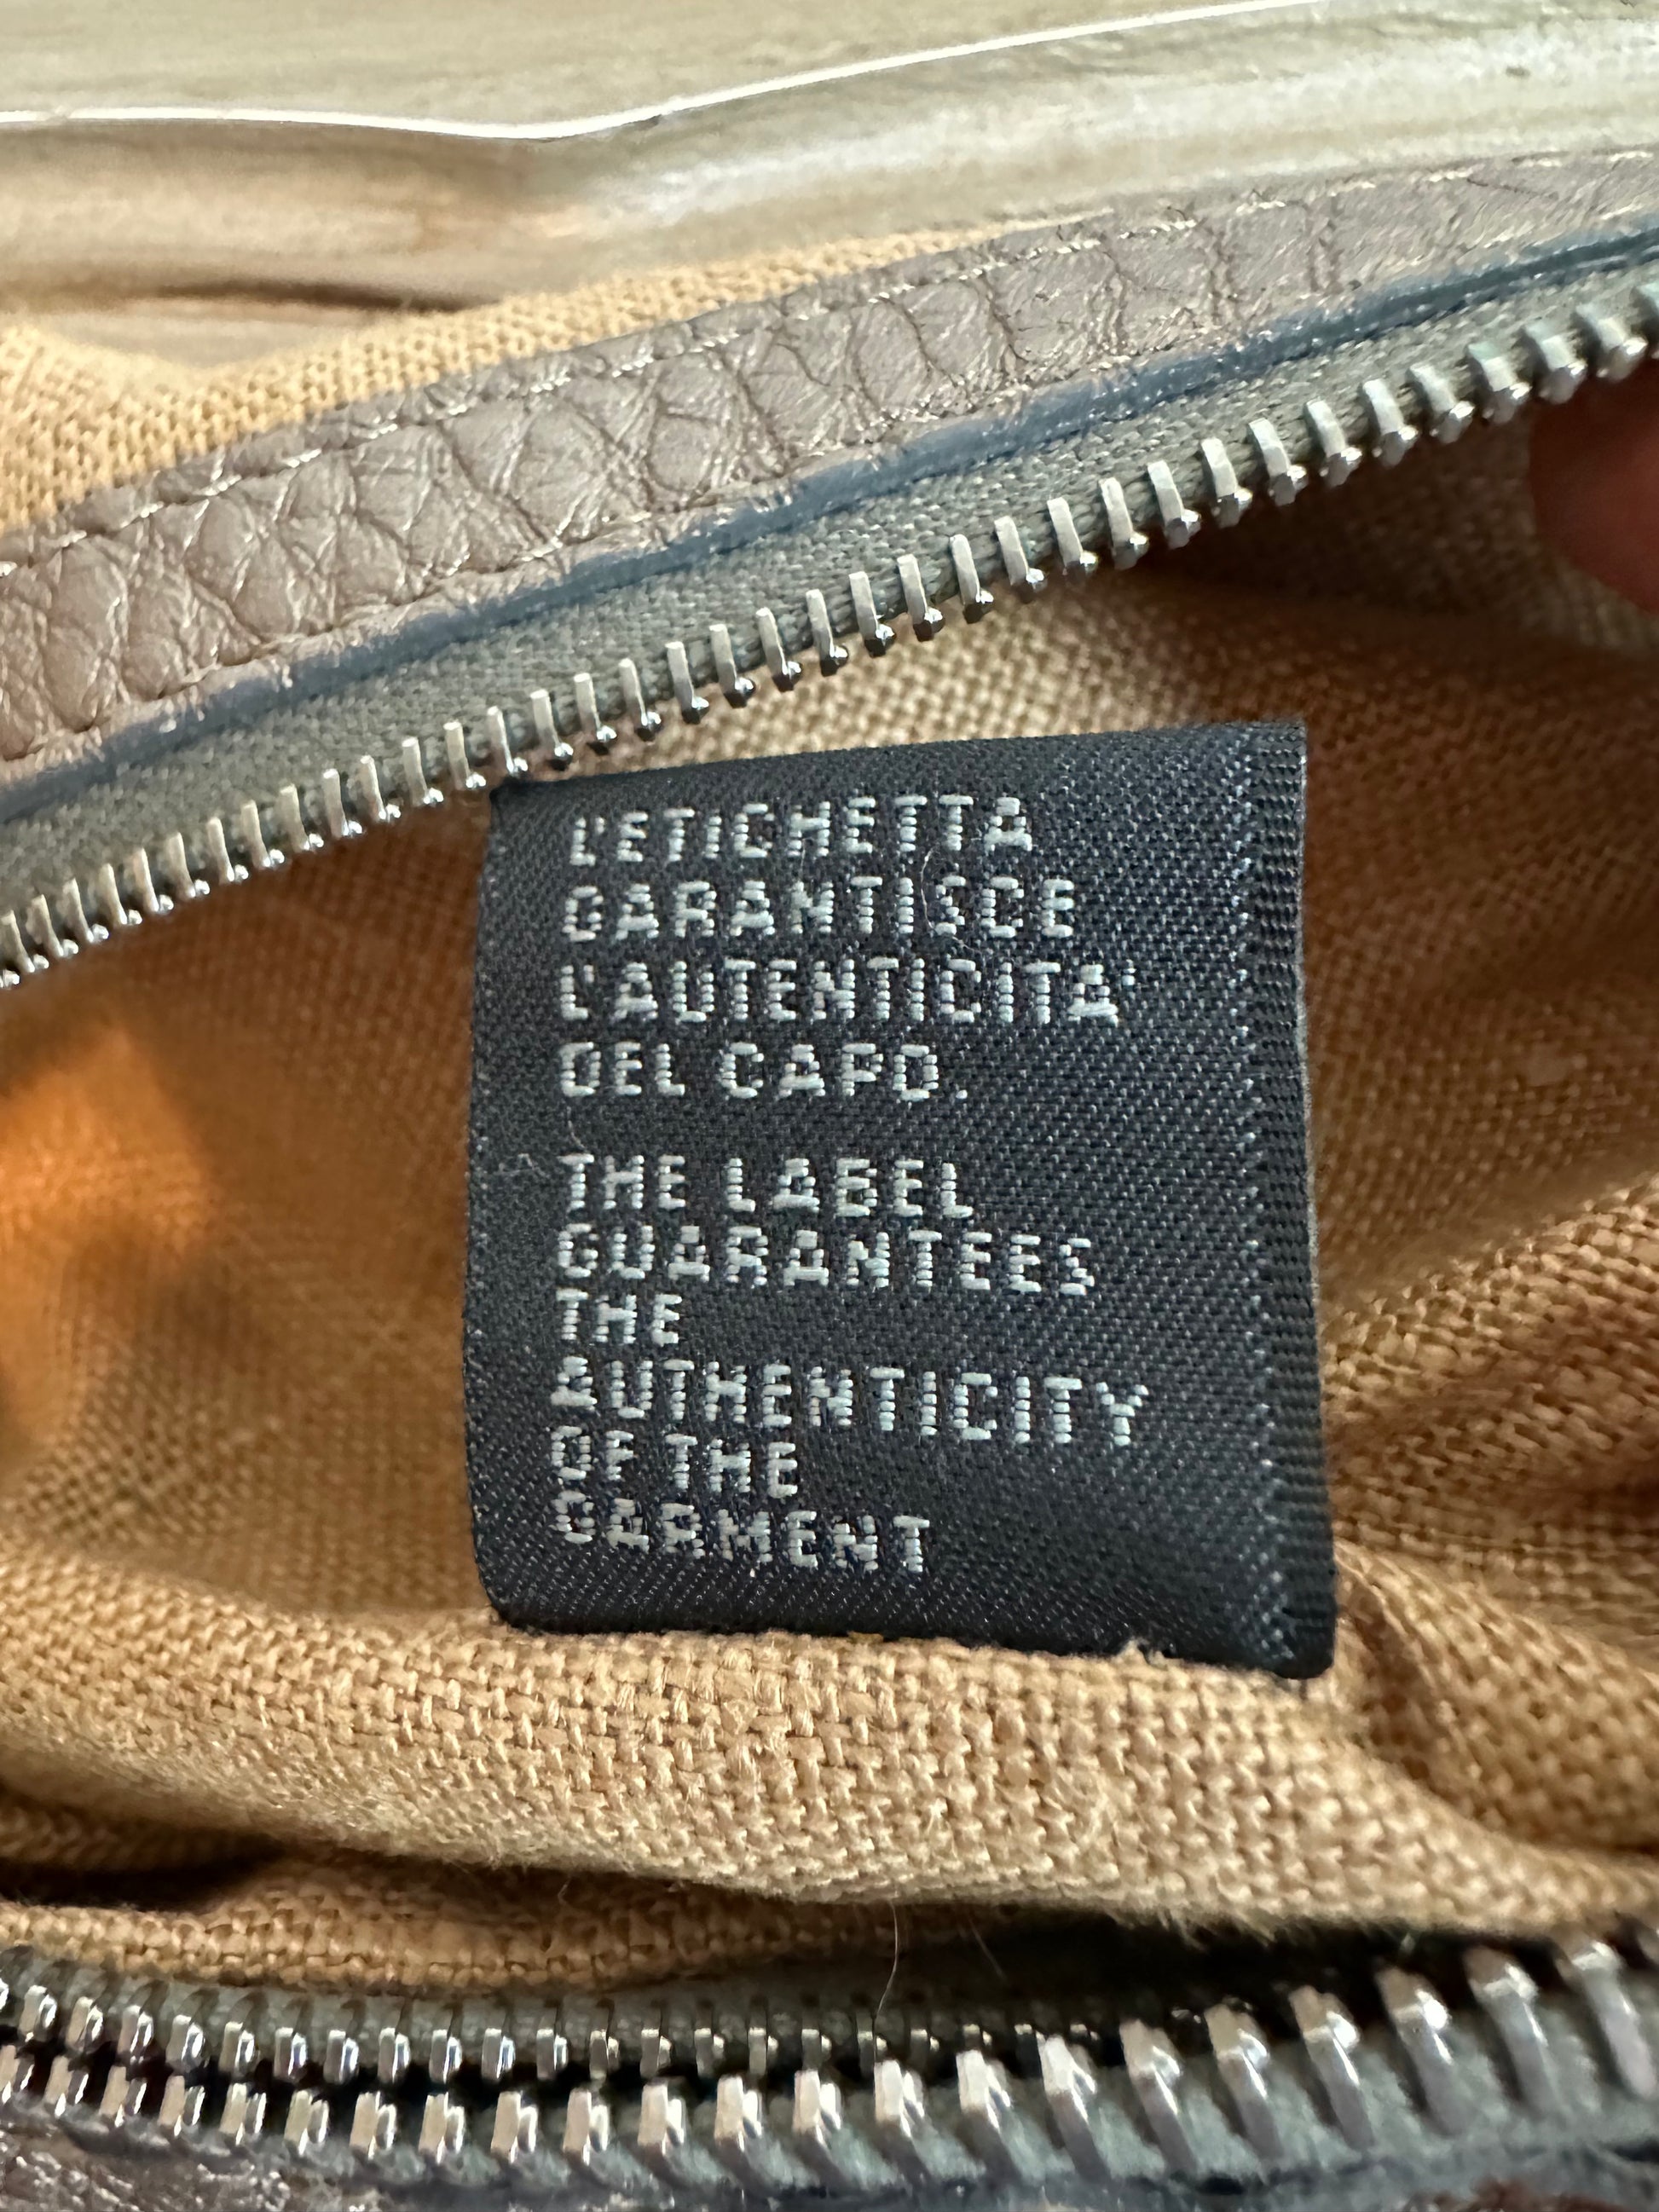 L'ETICHETTA
GARANTISCE
L'AUTENTICITA'
DEL CAPO.
THE LABEL
GUARANTEES
THE
AUTHENTICITY
OF THE
GARMENT